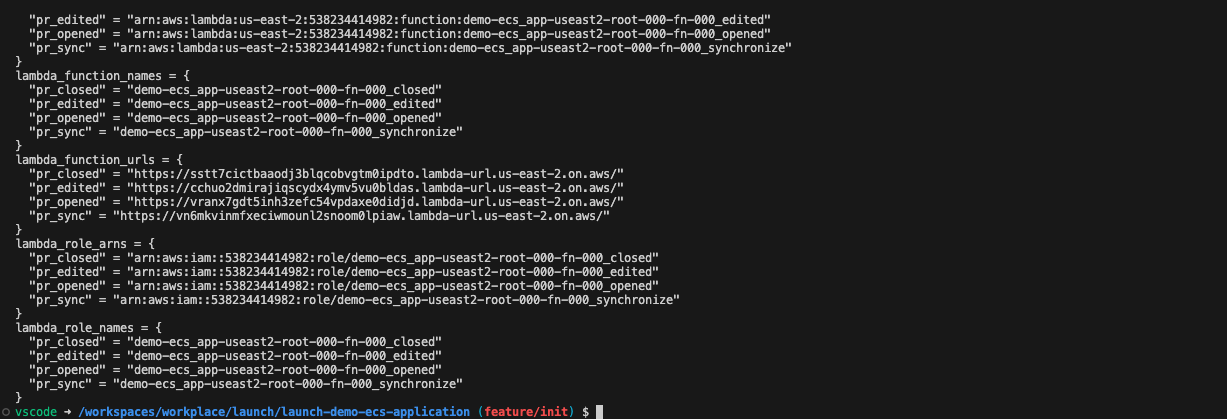 "pr_edited" = "arn:aws:lambda:us-east-2:538234414982:function:demo-ecs_app-useast2-root-000-fn-000_edited"
"pr_opened" = "arn:aws:lambda:us-east-2:538234414982:function:demo-ecs_app-useast2-root-000-fn-000_opened"
"pr_sync" = "arn:aws:lambda:us-east-2:538234414982:function:demo-ecs_app-useast2-root-000-fn-000_synchronize"
}
lambda_function_names = {
"pr_closed" = "demo-ecs_app-useast2-root-000-fn-000_closed"
"pr_edited" = "demo-ecs_app-useast2-root-000-fn-000_edited"
"pr_opened" = "demo-ecs_app-useast2-root-000-fn-000_opened"
"pr_sync" = "demo-ecs_app-useast2-root-000-fn-000_synchronize"
}
lambda_function_urls = {
"pr_closed" = "https://sstt7cictbaaodj3blqcobvgtm0ipdto.lambda-url.us-east-2.on.aws/"
"pr_edited" = "https://cchuo2dmirajiqscydx4ymv5vu0bldas.lambda-url.us-east-2.on.aws/"
"pr_opened" = "https://vranx7gdt5inh3zefc54vpdaxe0didjd.lambda-url.us-east-2.on.aws/"
"pr_sync" = "https://vn6mkvinmfxeciwmounl2snoom0lpiaw.lambda-url.us-east-2.on.aws/"
}
lambda_role_arns = {
"pr_closed" = "arn:aws:iam::538234414982:role/demo-ecs_app-useast2-root-000-fn-000_closed"
"pr_edited" = "arn:aws:iam::538234414982:role/demo-ecs_app-useast2-root-000-fn-000_edited"
"pr_opened" = "arn:aws:iam::538234414982:role/demo-ecs_app-useast2-root-000-fn-000_opened"
"pr_sync" = "arn:aws:iam::538234414982:role/demo-ecs_app-useast2-root-000-fn-000_synchronize"
}
lambda_role_names = {
"pr_closed" = "demo-ecs_app-useast2-root-000-fn-000_closed"
"pr_edited" = "demo-ecs_app-useast2-root-000-fn-000_edited"
"pr_opened" = "demo-ecs_app-useast2-root-000-fn-000_opened"
"pr_sync" = "demo-ecs_app-useast2-root-000-fn-000_synchronize"
}
vscode → /workspaces/workplace/launch/launch-demo-ecs-application (feature/init) $